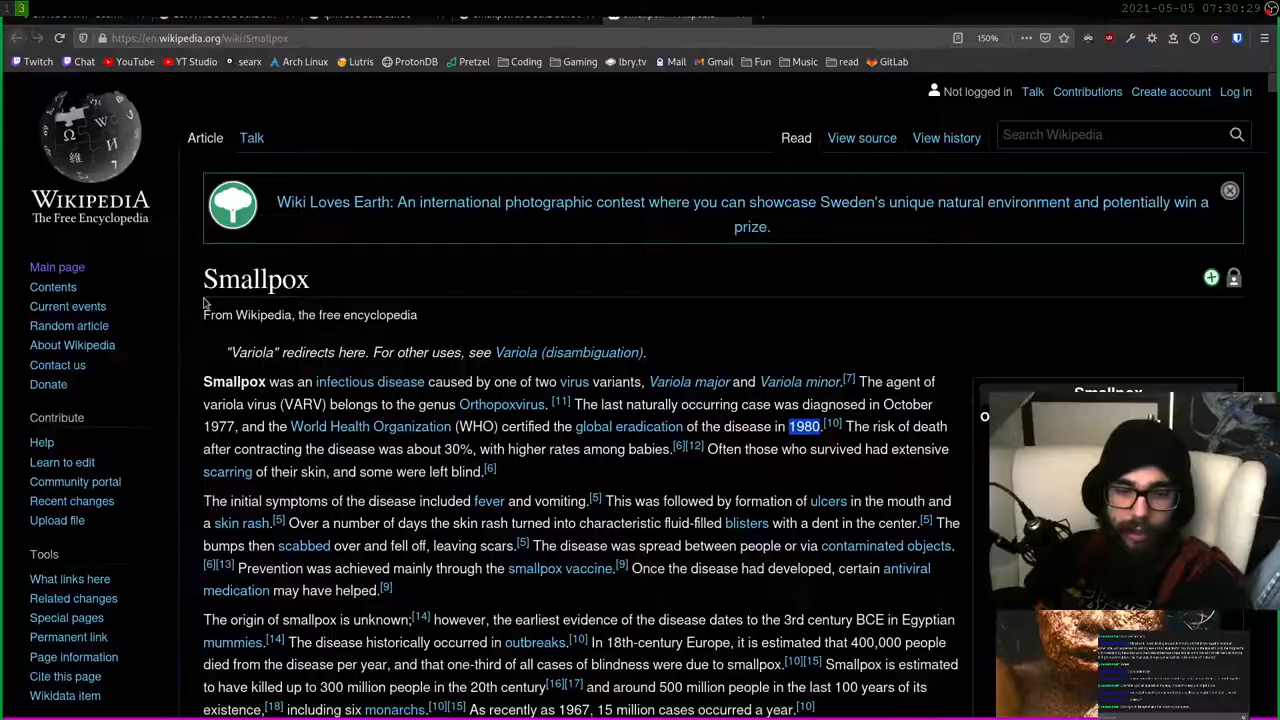 1 3 2021-05-05 07:30:29
https://en.wikipedia.org/wiki/Smallpox 150%
Twitch Chat YouTube YT Studio searx Arch Linux Lutris ProtonDB Pretzel Coding Gaming lbry.tv Mail Gmail Fun Music read GitLab
Not logged in Talk Contributions Create account Log in
Article Talk Read View source View history Search Wikipedia
WIKIPEDIA
The Free Encyclopedia
Wiki Loves Earth: An international photographic contest where you can showcase Sweden's unique natural environment and potentially win a
prize.
Main page
Contents
Current events
Random article
About Wikipedia
Contact us
Donate
Contribute
Help
Learn to edit
Community portal
Recent changes
Upload file
Tools
What links here
Related changes
Special pages
Permanent link
Page information
Cite this page
Wikidata item
Smallpox
From Wikipedia, the free encyclopedia
"Variola" redirects here. For other uses, see Variola (disambiguation).
Smallpox was an infectious disease caused by one of two virus variants, Variola major and Variola minor.[7] The agent of
variola virus (VARV) belongs to the genus Orthopoxvirus. [11] The last naturally occurring case was diagnosed in October
1977, and the World Health Organization (WHO) certified the global eradication of the disease in 1980.[10] The risk of death
after contracting the disease was about 30%, with higher rates among babies.[6][12] Often those who survived had extensive
scarring of their skin, and some were left blind.[6]
The initial symptoms of the disease included fever and vomiting.[5] This was followed by formation of ulcers in the mouth and
a skin rash.[5] Over a number of days the skin rash turned into characteristic fluid-filled blisters with a dent in the center.[5] The
bumps then scabbed over and fell off, leaving scars.[5] The disease was spread between people or via contaminated objects.
[6][13] Prevention was achieved mainly through the smallpox vaccine.[9] Once the disease had developed, certain antiviral
medication may have helped.[9]
The origin of smallpox is unknown;[14] however, the earliest evidence of the disease dates to the 3rd century BCE in Egyptian
mummies.[14] The disease historically occurred in outbreaks.[10] In 18th-century Europe, it is estimated that 400,000 people
died from the disease per year, and that one-third of all cases of blindness were due to smallpox.[10][15] Smallpox is estimated
to have killed up to 300 million people in the 20th century[16][17] and around 500 million people in the last 100 years of its
existence,[18] including six monarchs.[10][15] As recently as 1967, 15 million cases occurred a year.[10]
Smallpox